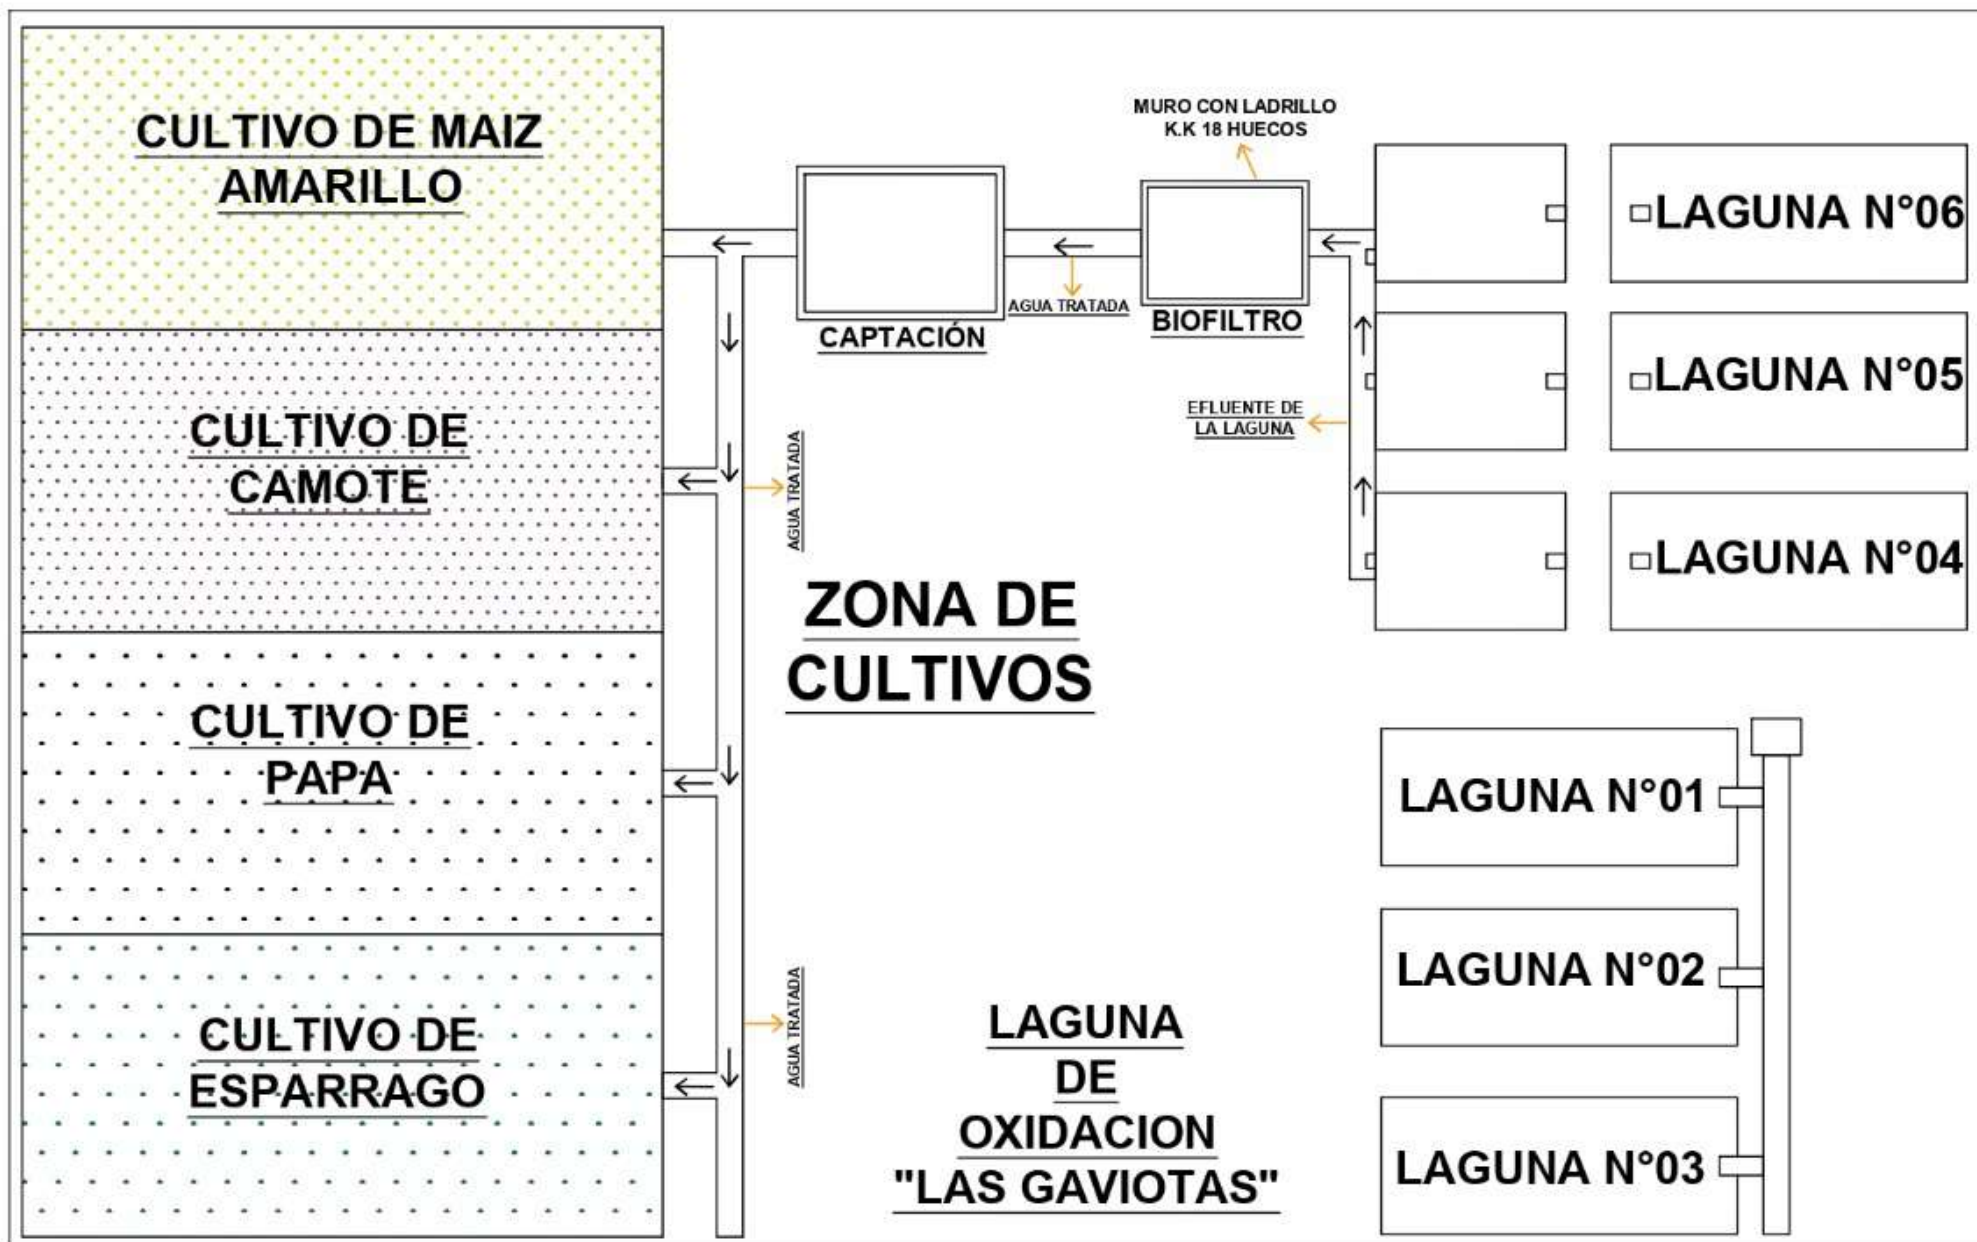 CULTIVO DE MAIZ
AMARILLO
CULTIVO DE
CAMOTE
CULTIVO DE
PAPA
CULTIVO DE
ESPARRAGO
AGUA TRATADA
AGUA TRATADA
CAPTACIÓN
AGUA TRATADA
MURO CON LADRILLO
K.K 18 HUECOS
BIOFILTRO
EFLUENTE DE
LA LAGUNA
ZONA DE
CULTIVOS
LAGUNA
DE
OXIDACION
"LAS GAVIOTAS"
LAGUNA N°06
LAGUNA N°05
LAGUNA N°04
LAGUNA N°01
LAGUNA N°02
LAGUNA N°03